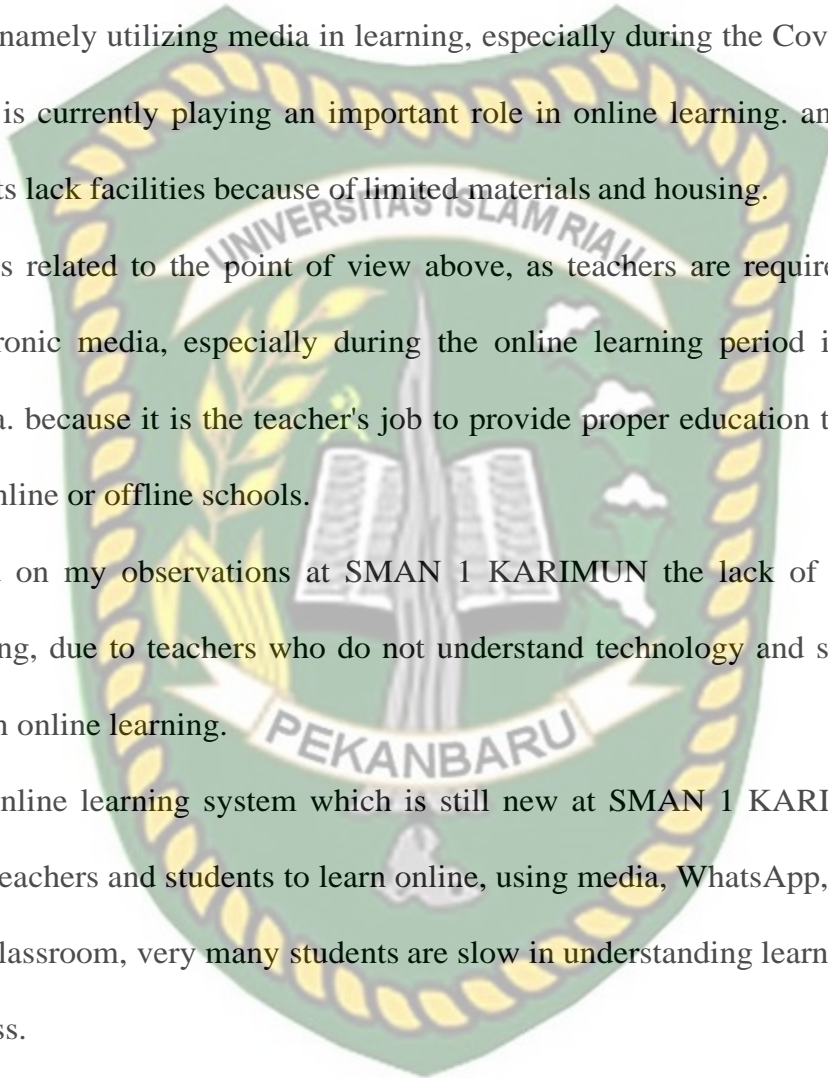 namely utilizing media in learning, especially during the Cov
is currently playing an important role in online learning. an
ts lack facilities because of limited materials and housing.
UNIVERSITAS ISLAM RIAU
s related to the point of view above, as teachers are require
ronic media, especially during the online learning period i
a. because it is the teacher's job to provide proper education t
nline or offline schools.
on my observations at SMAN 1 KARIMUN the lack of
ng, due to teachers who do not understand technology and s
n online learning.
PEKANBARU
nline learning system which is still new at SMAN 1 KARI
teachers and students to learn online, using media, WhatsApp,
lassroom, very many students are slow in understanding learn
ss.